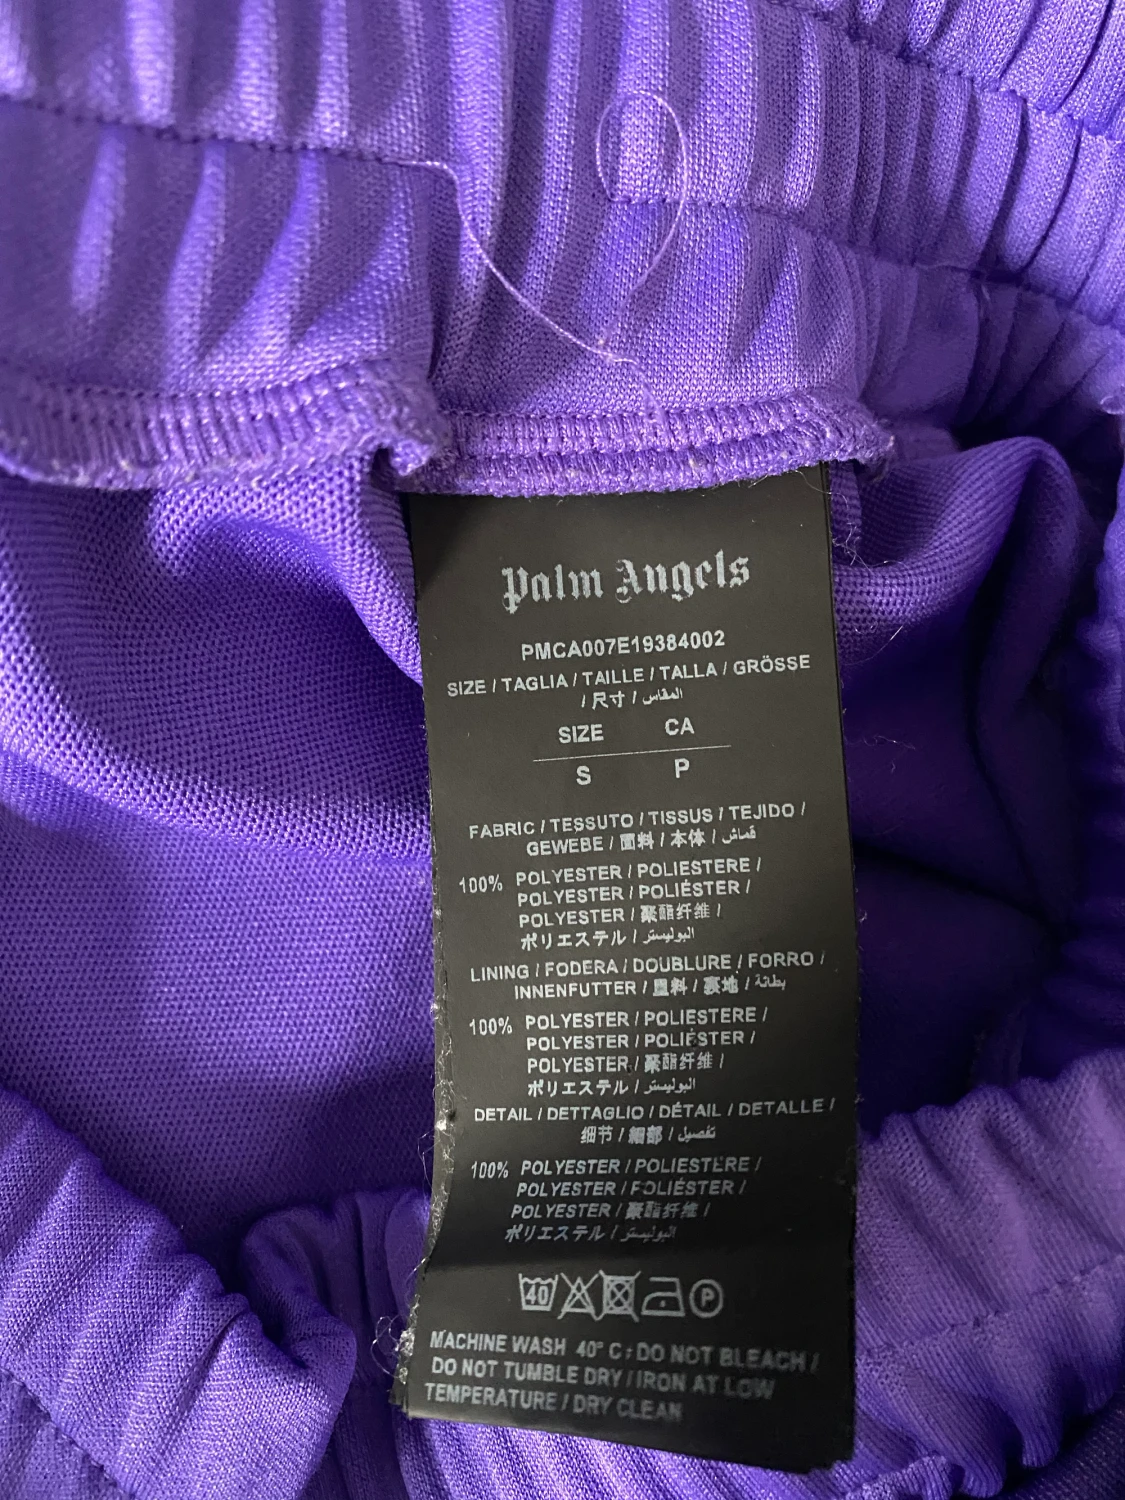 Palm Angels
PMCA007E19384002
SIZE / TAGLIA / TAILLE / TALLA / GRÖSSE
/ 尺寸 / المقاس
SIZE CA
S P
FABRIC / TESSUTO / TISSUS / TEJIDO /
GEWEBE / 面料 / 本体 / قماش
100% POLYESTER / POLIESTERE /
POLYESTER / POLIÉSTER /
POLYESTER / 聚酯纤维 /
ポリエステル / البوليستر
LINING / FODERA / DOUBLURE / FORRO /
INNENFUTTER / 里料 / 裏地 / بطانة
100% POLYESTER / POLIESTERE /
POLYESTER / POLIÉSTER /
POLYESTER / 聚酯纤维 /
ポリエステル / البوليستر
DETAIL / DETTAGLIO / DÉTAIL / DETALLE /
细节 / 細部 / تفصيل
100% POLYESTER / POLIESTERE /
POLYESTER / POLIÉSTER /
POLYESTER / 聚酯纤维 /
ポリエステル / البوليستر
40 P
MACHINE WASH 40° C / DO NOT BLEACH /
DO NOT TUMBLE DRY / IRON AT LOW
TEMPERATURE / DRY CLEAN